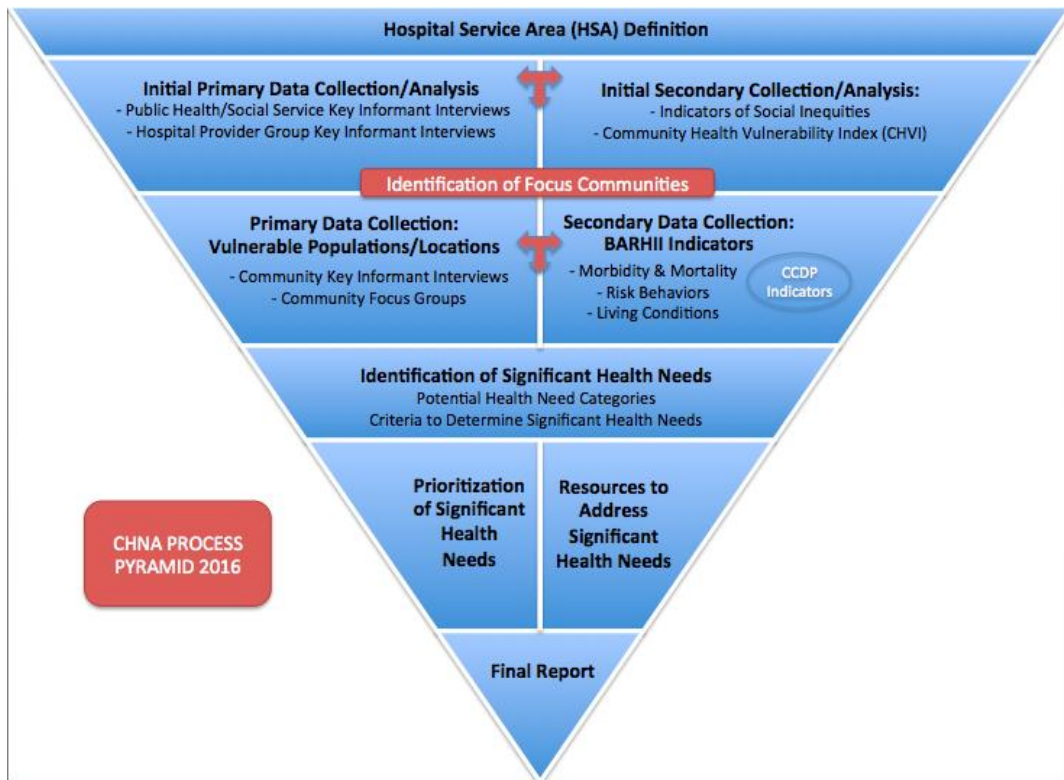 Hospital Service Area (HSA) Definition
Initial Primary Data Collection/Analysis
- Public Health/Social Service Key Informant Interviews
- Hospital Provider Group Key Informant Interviews
Initial Secondary Collection/Analysis:
- Indicators of Social Inequities
- Community Health Vulnerability Index (CHVI)
Identification of Focus Communities
Primary Data Collection:
Vulnerable Populations/Locations
- Community Key Informant Interviews
- Community Focus Groups
Secondary Data Collection:
BARHII Indicators
- Morbidity & Mortality
- Risk Behaviors
- Living Conditions
CCDP
Indicators
Identification of Significant Health Needs
Potential Health Need Categories
Criteria to Determine Significant Health Needs
Prioritization
of Significant
Health
Needs
Resources to
Address
Significant
Health Needs
CHNA PROCESS
PYRAMID 2016
Final Report